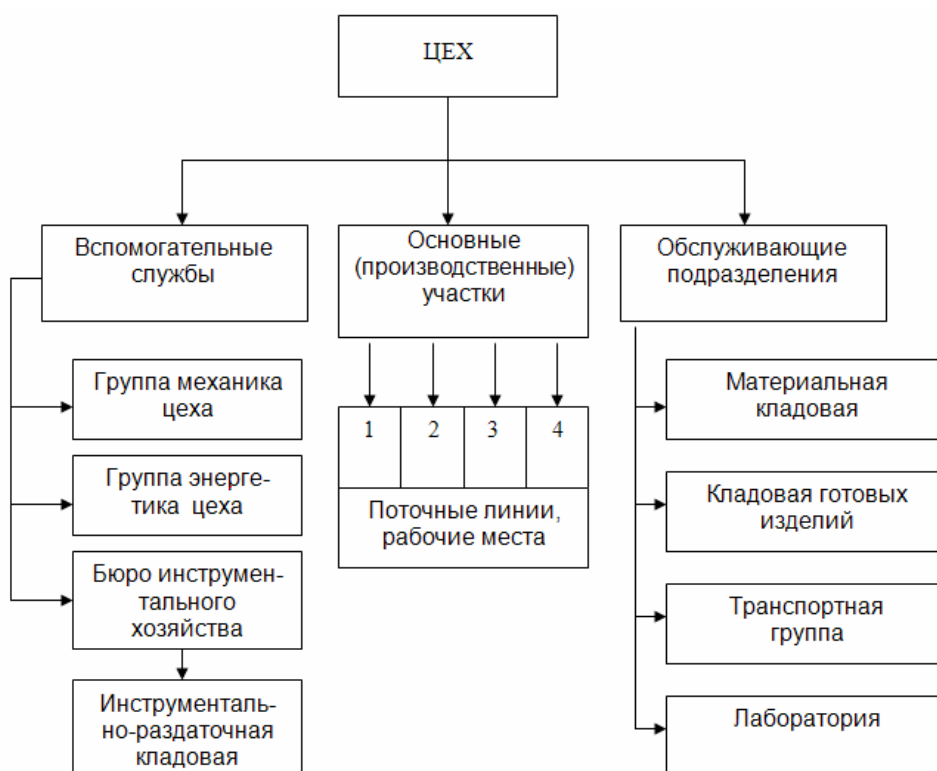 ЦЕХ
Вспомогательные
службы
Основные
(производственные)
участки
Обслуживающие
подразделения
Группа механика
цеха
Группа энерге-
тика цеха
Бюро инструмен-
тального
хозяйства
Инструменталь-
но-раздаточная
кладовая
1 2 3 4
Поточные линии,
рабочие места
Материальная
кладовая
Кладовая готовых
изделий
Транспортная
группа
Лаборатория